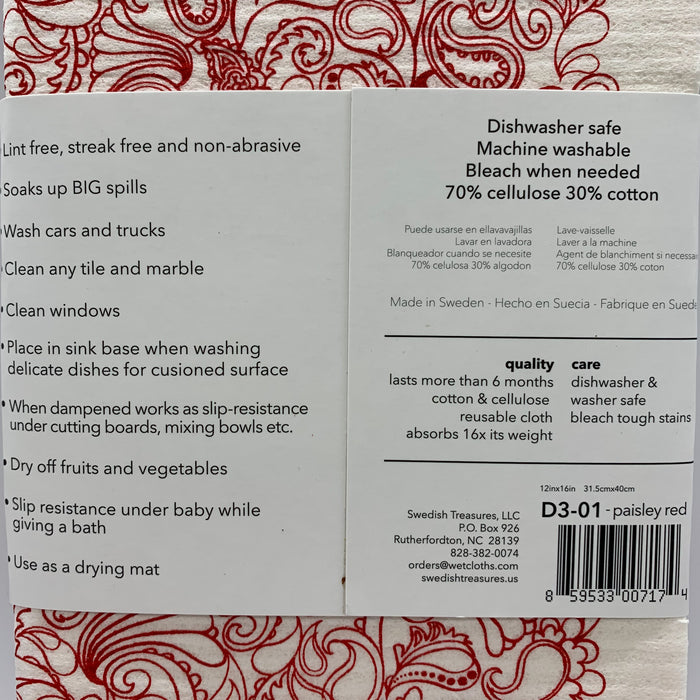 Lint free, streak free and non-abrasive
Soaks up BIG spills
Wash cars and trucks
Clean any tile and marble
• Clean windows
• Place in sink base when washing
delicate dishes for cusioned surface
• When dampened works as slip-resistance
under cutting boards, mixing bowls etc.
• Dry off fruits and vegetables
• Slip resistance under baby while
giving a bath
• Use as a drying mat
Dishwasher safe
Machine washable
Bleach when needed
70% cellulose 30% cotton
Puede usarse en ellavavajillas
Lavar en lavadora
Blanqueador cuando se necesite
70% celulosa 30% algodon
Lave-vaisselle
Laver a la machine
Agent de blanchiment si necessa
70% cellulose 30% coton
Made in Sweden - Hecho en Suecia - Fabrique en Sued
quality
lasts more than 6 months
cotton & cellulose
reusable cloth
absorbs 16x its weight
care
dishwasher &
washer safe
bleach tough stains
12inx16in 31.5cmx40cm
D3-01 - paisley red
Swedish Treasures, LLC
P.O. Box 926
Rutherfordton, NC 28139
828-382-0074
orders@wetcloths.com
swedishtreasures.us
8 59533 00717 4